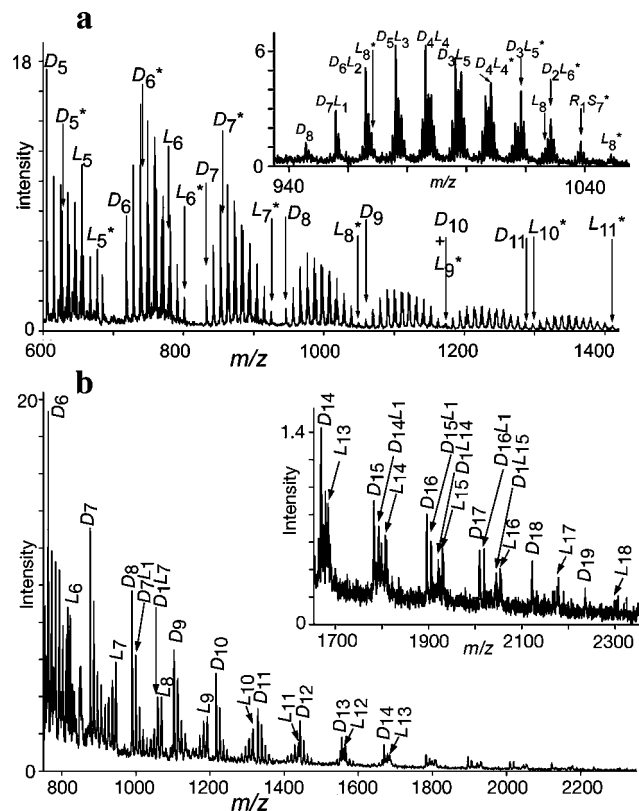 a
D5
D5*
L5
L5*
D6
D6*
L6
L6*
D7
D7*
L7*
D8
L8*
D9
D10
+
L9*
D11
L10*
L11*
intensity
18
0
600 800 1000 1200 1400
m/z
D8
D7L1
D6L2
L8*
D5L3
D4L4
D3L5
D4L4*
D3L5*
L8
D2L6*
R1S7*
L8*
6
0
940 1040
m/z
b
20
0
Intensity
D6
L6
D7
L7
D8
D7L1
D1L7
L8
D9
L9
D10
L10
D11
L11
D12
D13
L12
D14
L13
800 1000 1200 1400 1600 1800 2000 2200
m/z
1.4
0
Intensity
D14
L13
D15
D14L1
L14
D16
D15L1
D1L14
L15
D17
D16L1
D1L15
L16
D18
L17
D19
L18
1700 1900 2100 2300
m/z